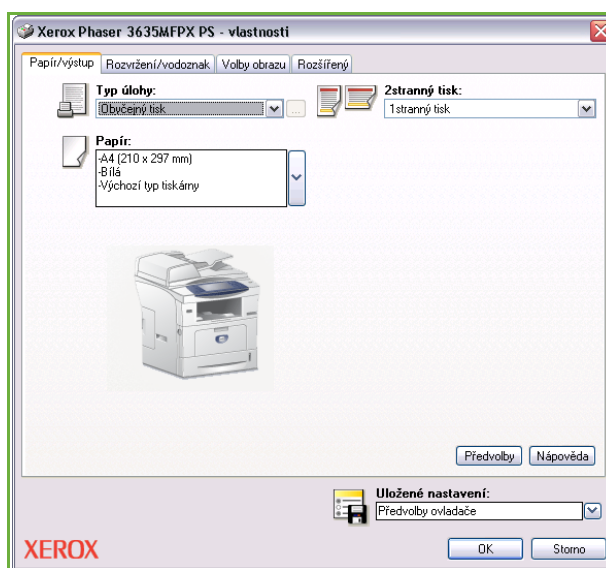 Xerox Phaser 3635MFPX PS - vlastnosti
Papír/výstup Rozvržení/vodoznak Volby obrazu Rozšířený
Typ úlohy:
Obyčejný tisk
...
2stranný tisk:
1stranný tisk
Papír:
-A4 (210 x 297 mm)
-Bílá
-Výchozí typ tiskárny
Předvolby Nápověda
Uložené nastavení:
Předvolby ovladače
XEROX
OK Storno